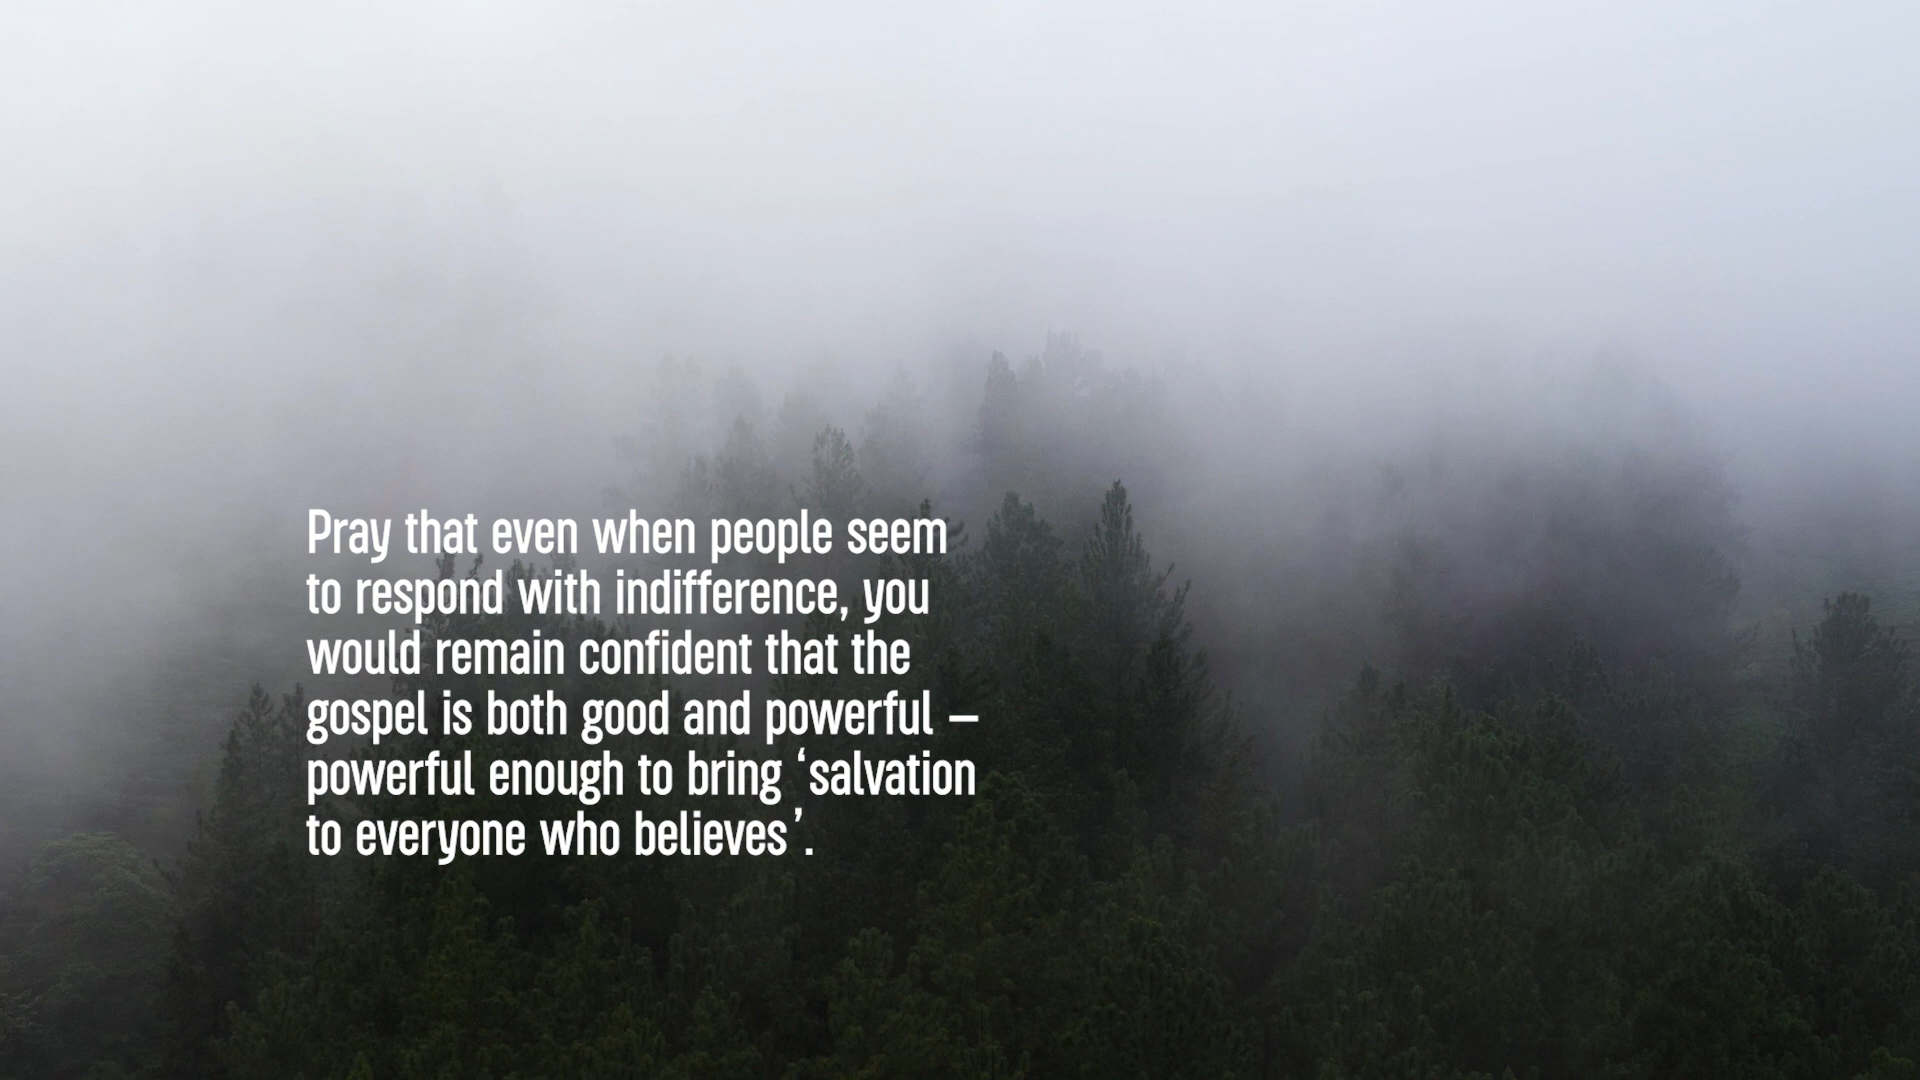 Pray that even when people seem
to respond with indifference, you
would remain confident that the
gospel is both good and powerful –
powerful enough to bring ‘salvation
to everyone who believes’.